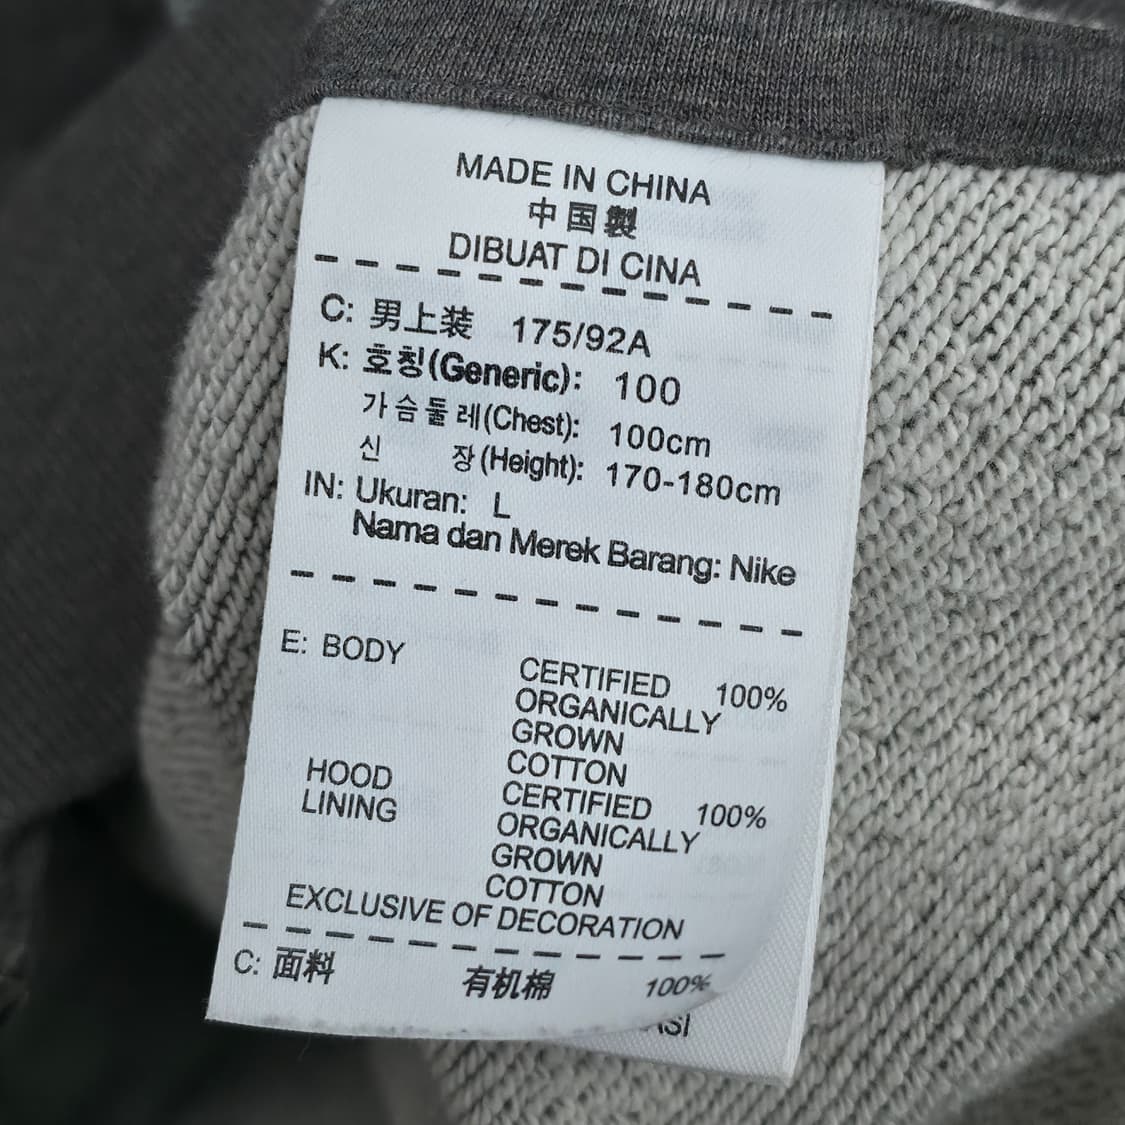 MADE IN CHINA
中国製
DIBUAT DI CINA
C: 男上装 175/92A
K: 호칭(Generic): 100
가슴둘레(Chest): 100cm
신 장(Height): 170-180cm
IN: Ukuran: L
Nama dan Merek Barang: Nike
E: BODY CERTIFIED 100%
ORGANICALLY
GROWN
COTTON
HOOD CERTIFIED 100%
LINING ORGANICALLY
GROWN
COTTON
EXCLUSIVE OF DECORATION
C: 面料 有机棉 100%